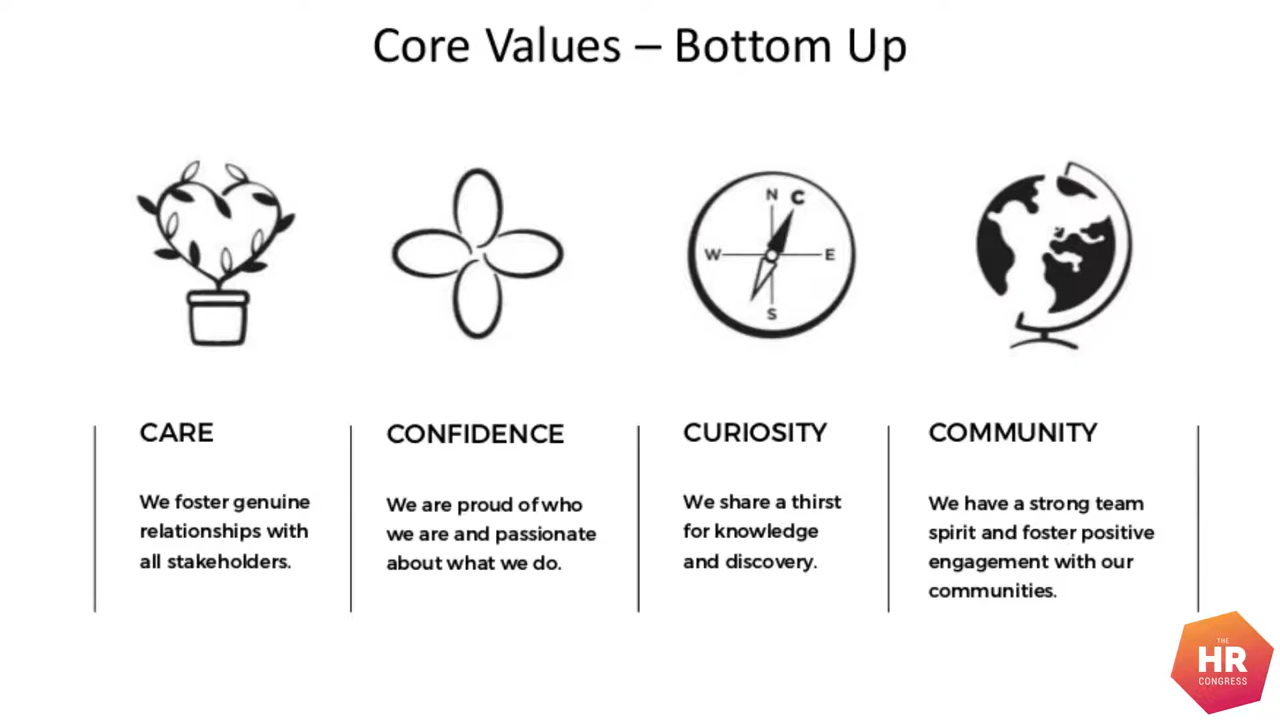 Core Values – Bottom Up
N C
W E
S
CARE
We foster genuine
relationships with
all stakeholders.
CONFIDENCE
We are proud of who
we are and passionate
about what we do.
CURIOSITY
We share a thirst
for knowledge
and discovery.
COMMUNITY
We have a strong team
spirit and foster positive
engagement with our
communities.
THE
HR
CONGRESS